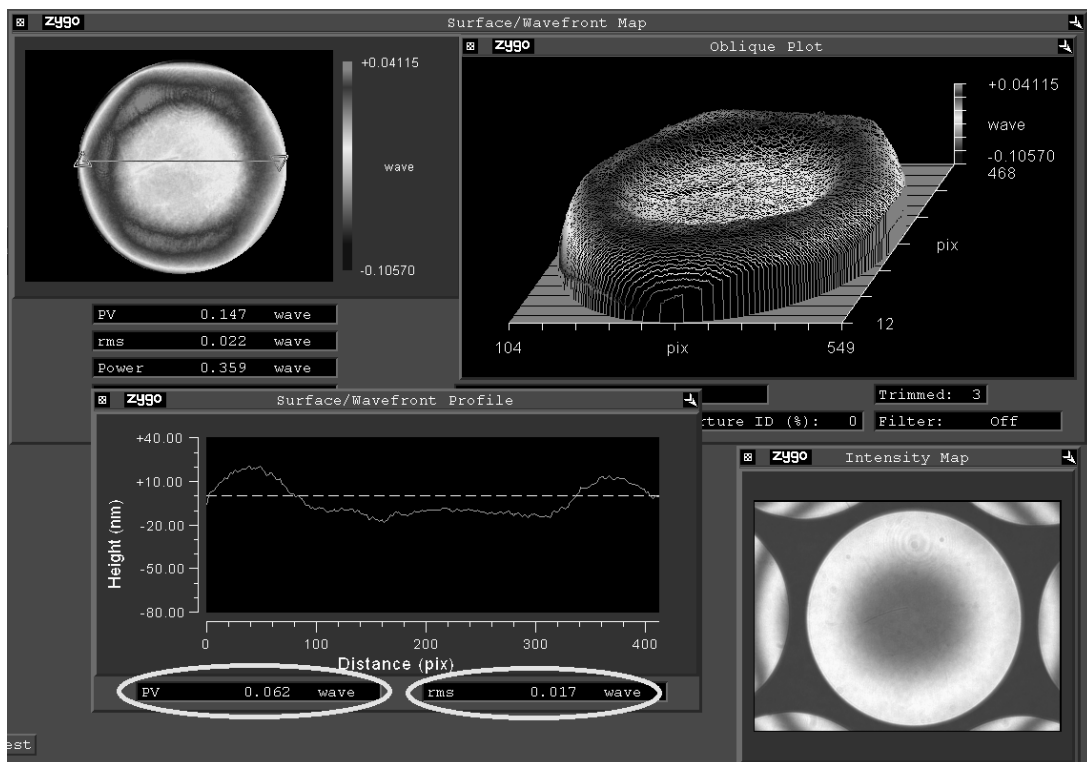 zygo Surface/Wavefront Map
+0.04115
wave
-0.10570
zygo Oblique Plot
+0.04115
wave
-0.10570
468
pix
12
104 pix 549
PV 0.147 wave
rms 0.022 wave
Power 0.359 wave
Trimmed: 3
rture ID (%): 0 Filter: Off
zygo Surface/Wavefront Profile
+40.00
+10.00
-20.00
-50.00
-80.00
Height (nm)
0 100 200 300 400
Distance (pix)
PV 0.062 wave rms 0.017 wave
zygo Intensity Map
est